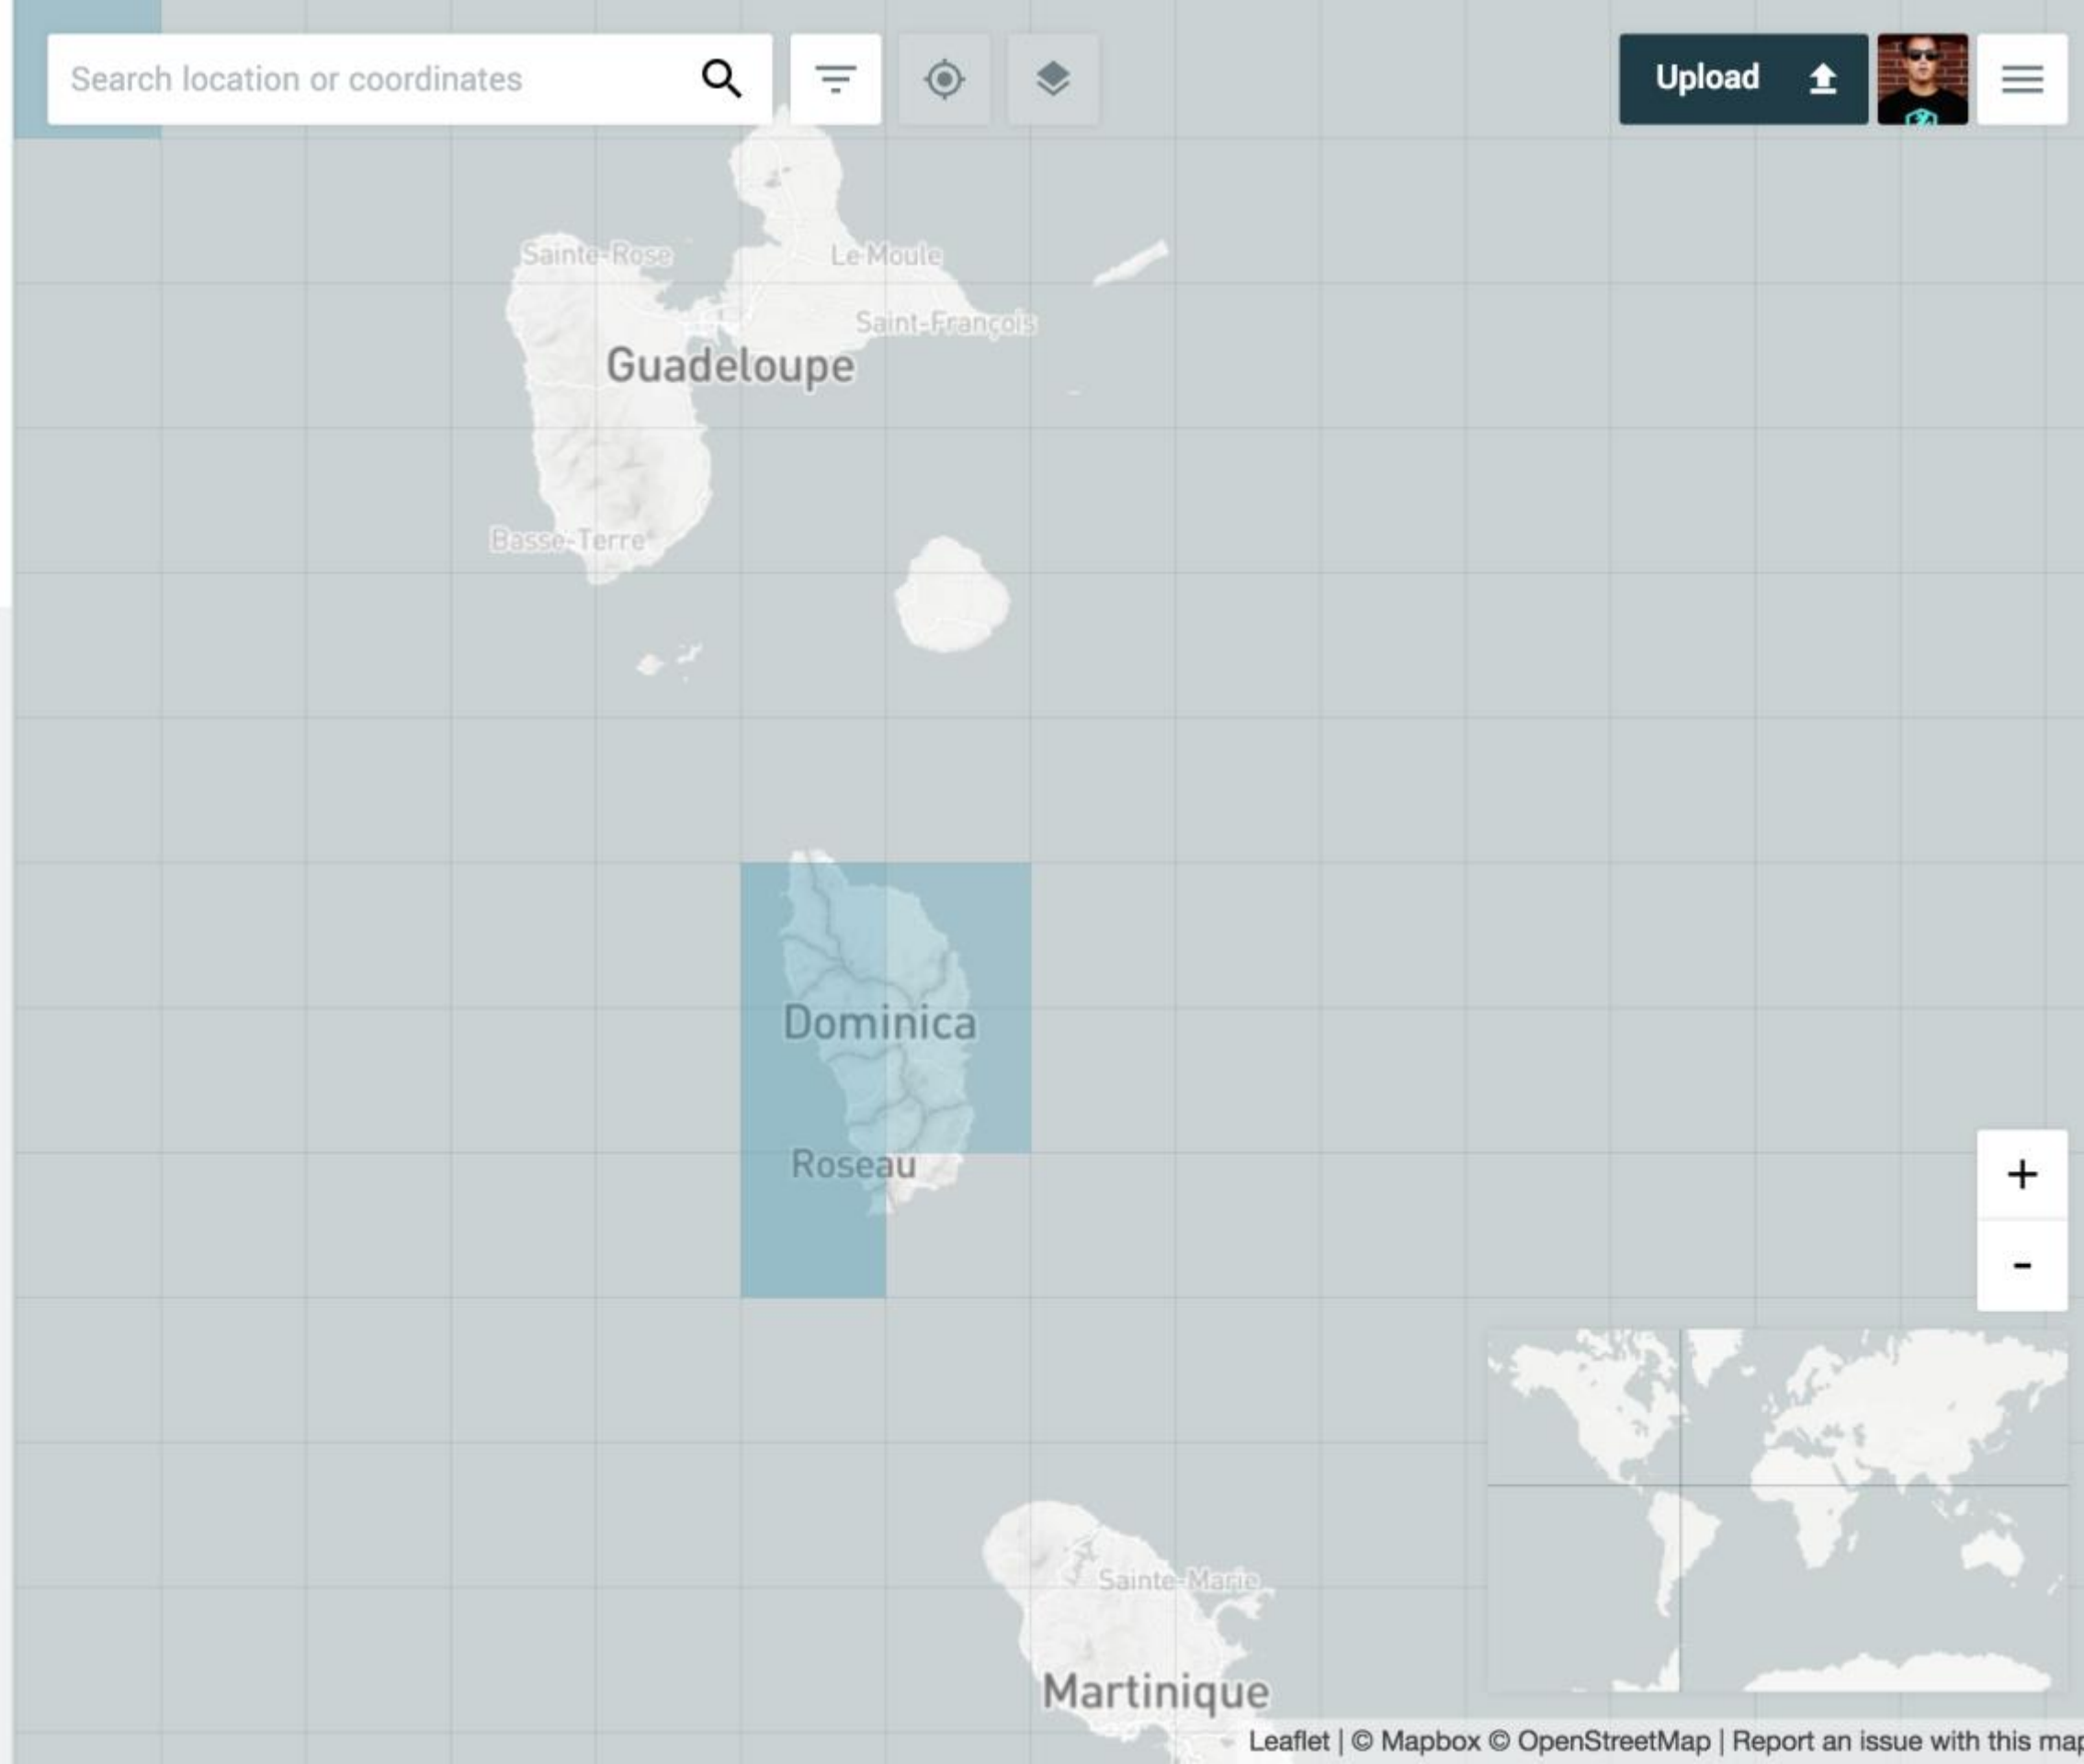 Search location or coordinates
Upload
Sainte-Rose
Le Moule
Saint-François
Guadeloupe
Basse-Terre
Dominica
Roseau
+
-
Sainte-Marie
Martinique
Leaflet | © Mapbox © OpenStreetMap | Report an issue with this map